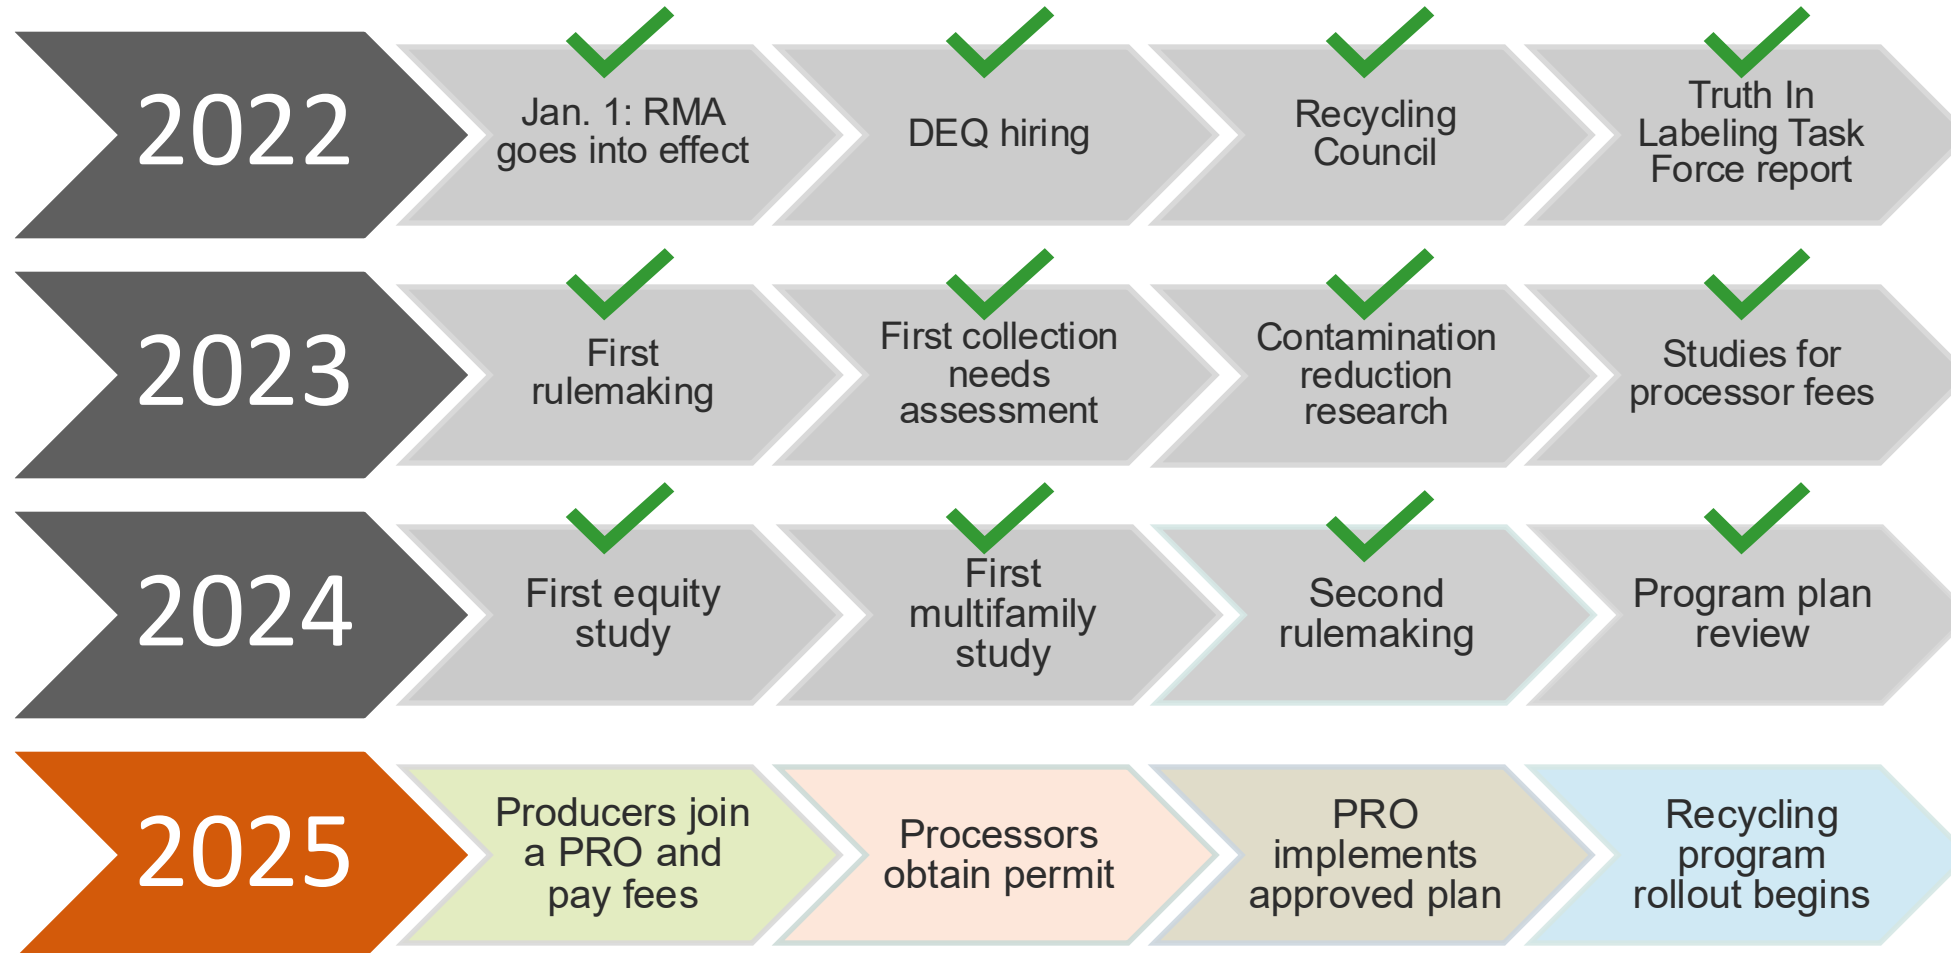 2022
Jan. 1: RMA
goes into effect
DEQ hiring
Recycling
Council
Truth In
Labeling Task
Force report
2023
First
rulemaking
First collection
needs
assessment
Contamination
reduction
research
Studies for
processor fees
2024
First equity
study
First
multifamily
study
Second
rulemaking
Program plan
review
2025
Producers join
a PRO and
pay fees
Processors
obtain permit
PRO
implements
approved plan
Recycling
program
rollout begins